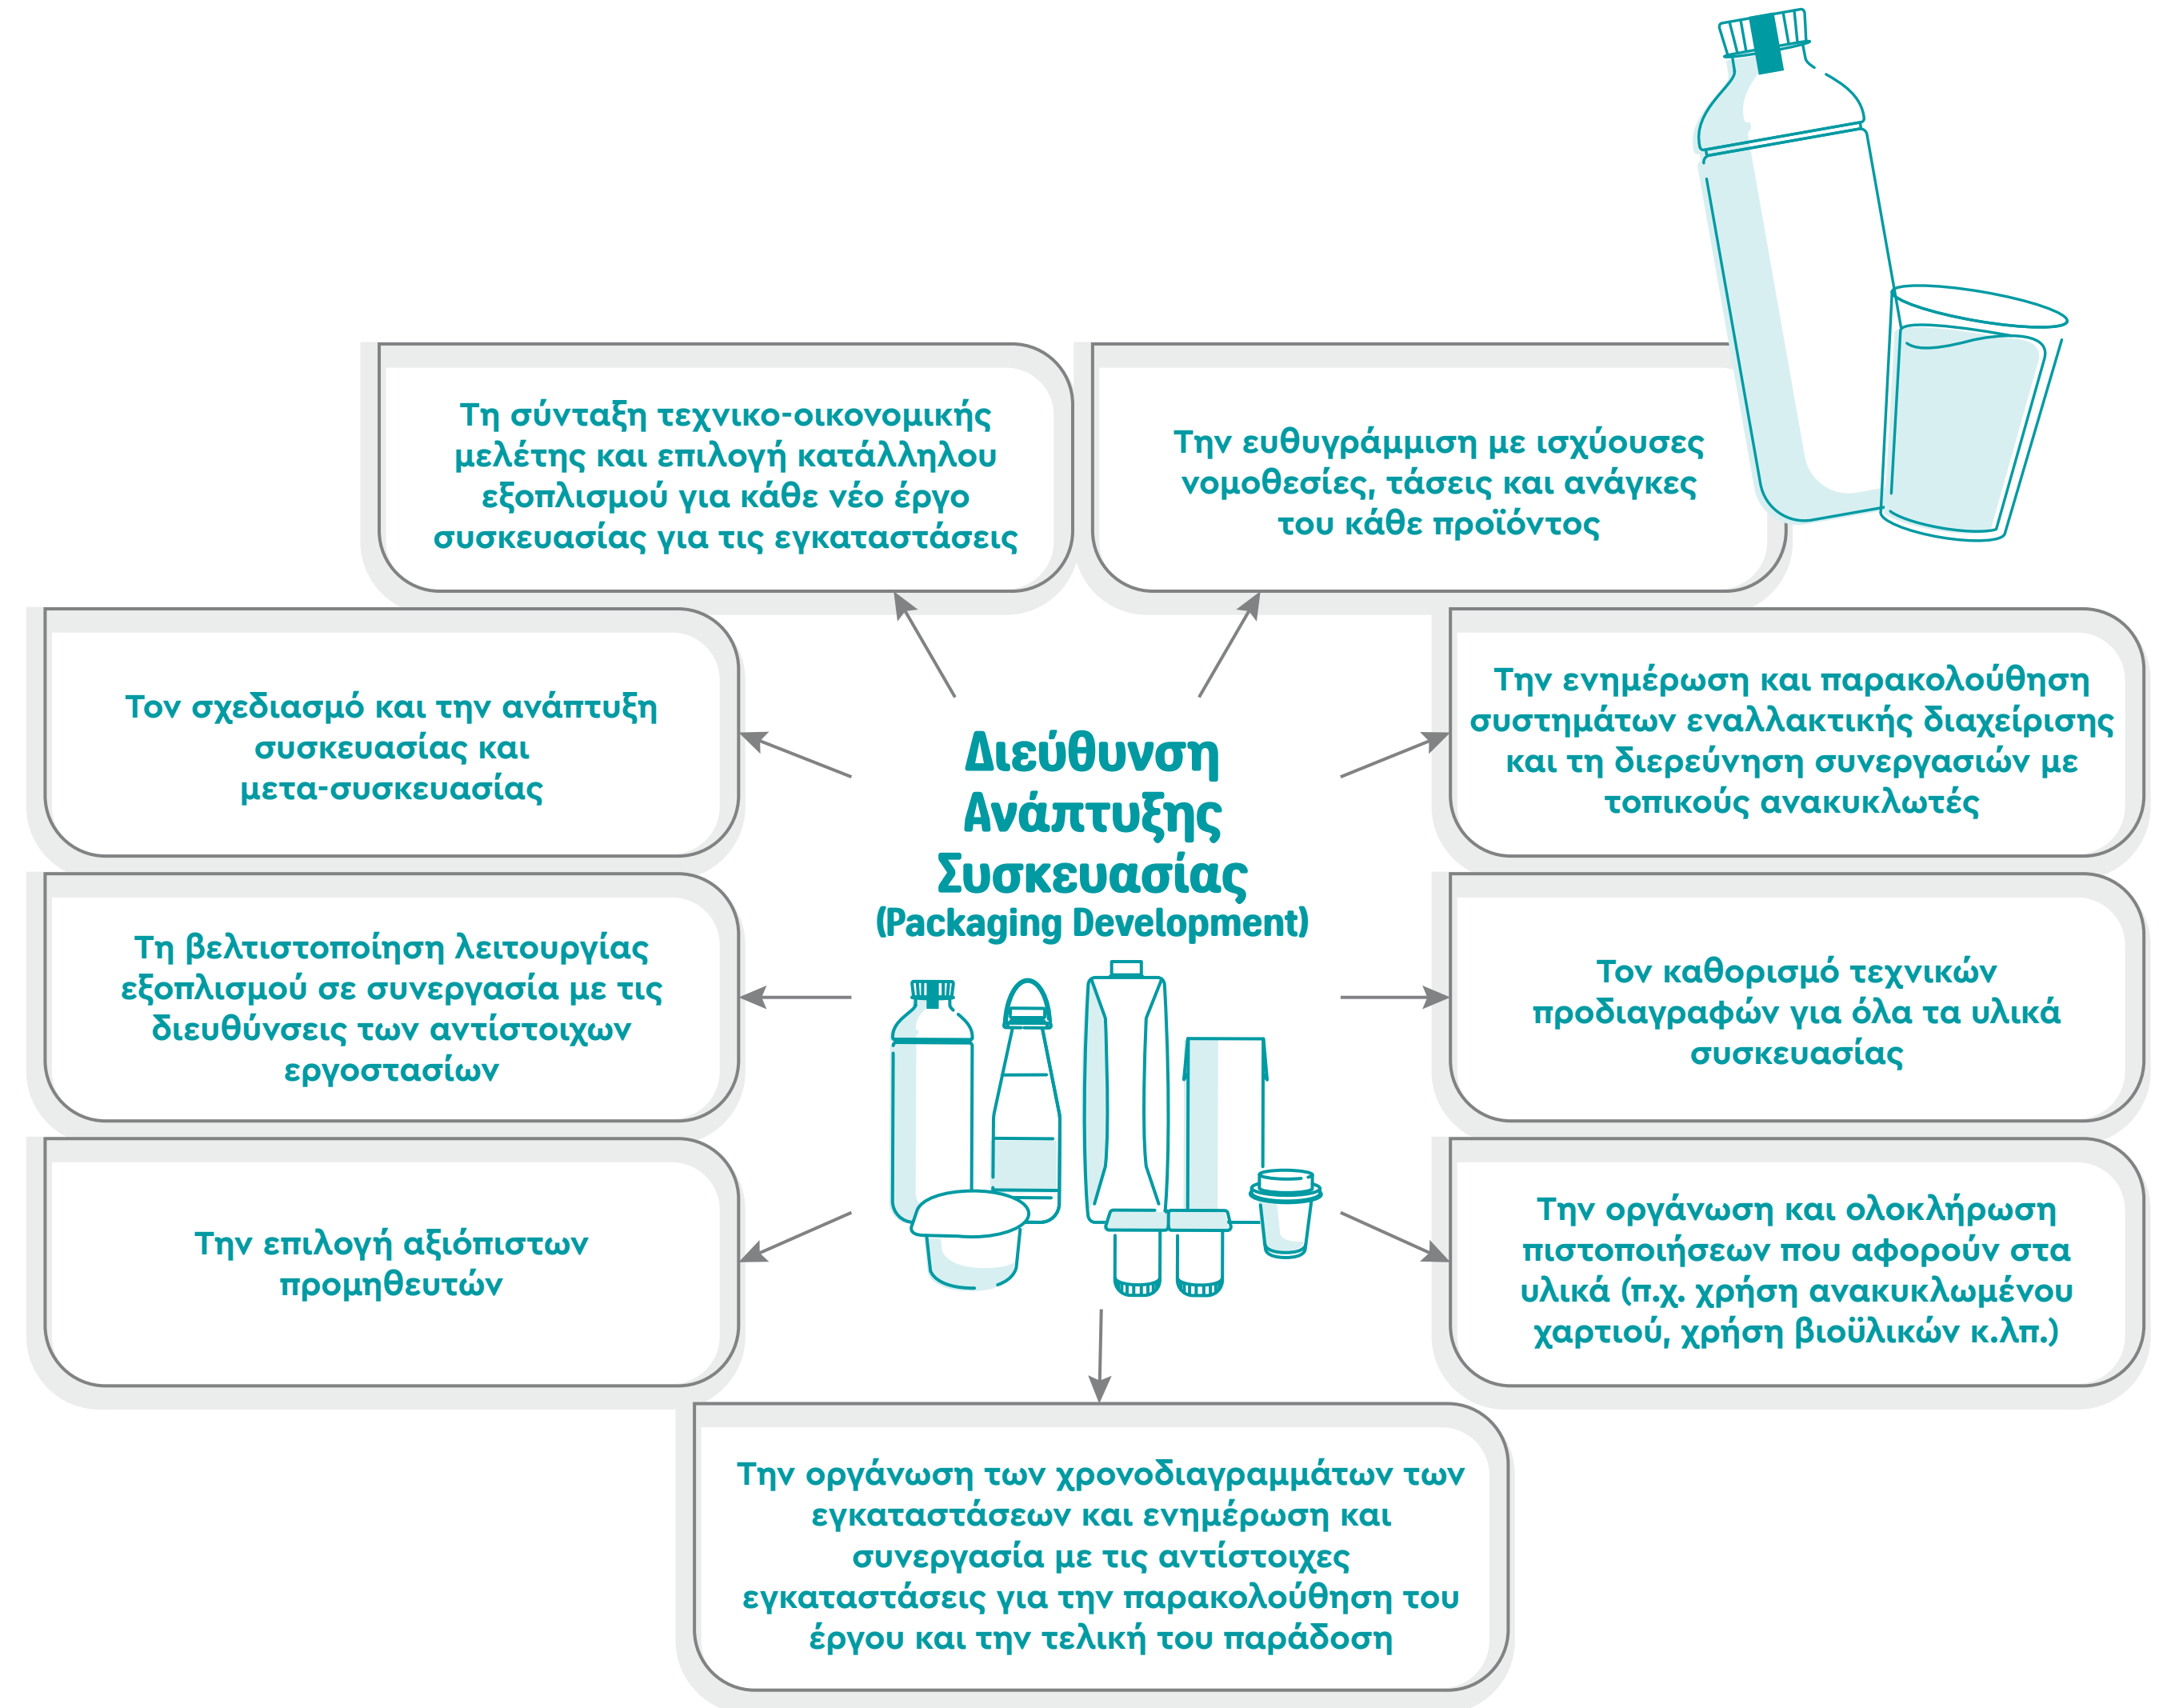 Τη σύνταξη τεχνικο-οικονομικής
μελέτης και επιλογή κατάλληλου
εξοπλισμού για κάθε νέο έργο
συσκευασίας για τις εγκαταστάσεις
Την ευθυγράμμιση με ισχύουσες
νομοθεσίες, τάσεις και ανάγκες
του κάθε προϊόντος
Τον σχεδιασμό και την ανάπτυξη
συσκευασίας και
μετα-συσκευασίας
Την ενημέρωση και παρακολούθηση
συστημάτων εναλλακτικής διαχείρισης
και τη διερεύνηση συνεργασιών με
τοπικούς ανακυκλωτές
Διεύθυνση
Ανάπτυξης
Συσκευασίας
(Packaging Development)
Τη βελτιστοποίηση λειτουργίας
εξοπλισμού σε συνεργασία με τις
διευθύνσεις των αντίστοιχων
εργοστασίων
Τον καθορισμό τεχνικών
προδιαγραφών για όλα τα υλικά
συσκευασίας
Την επιλογή αξιόπιστων
προμηθευτών
Την οργάνωση και ολοκλήρωση
πιστοποιήσεων που αφορούν στα
υλικά (π.χ. χρήση ανακυκλωμένου
χαρτιού, χρήση βιοϋλικών κ.λπ.)
Την οργάνωση των χρονοδιαγραμμάτων των
εγκαταστάσεων και ενημέρωση και
συνεργασία με τις αντίστοιχες
εγκαταστάσεις για την παρακολούθηση του
έργου και την τελική του παράδοση